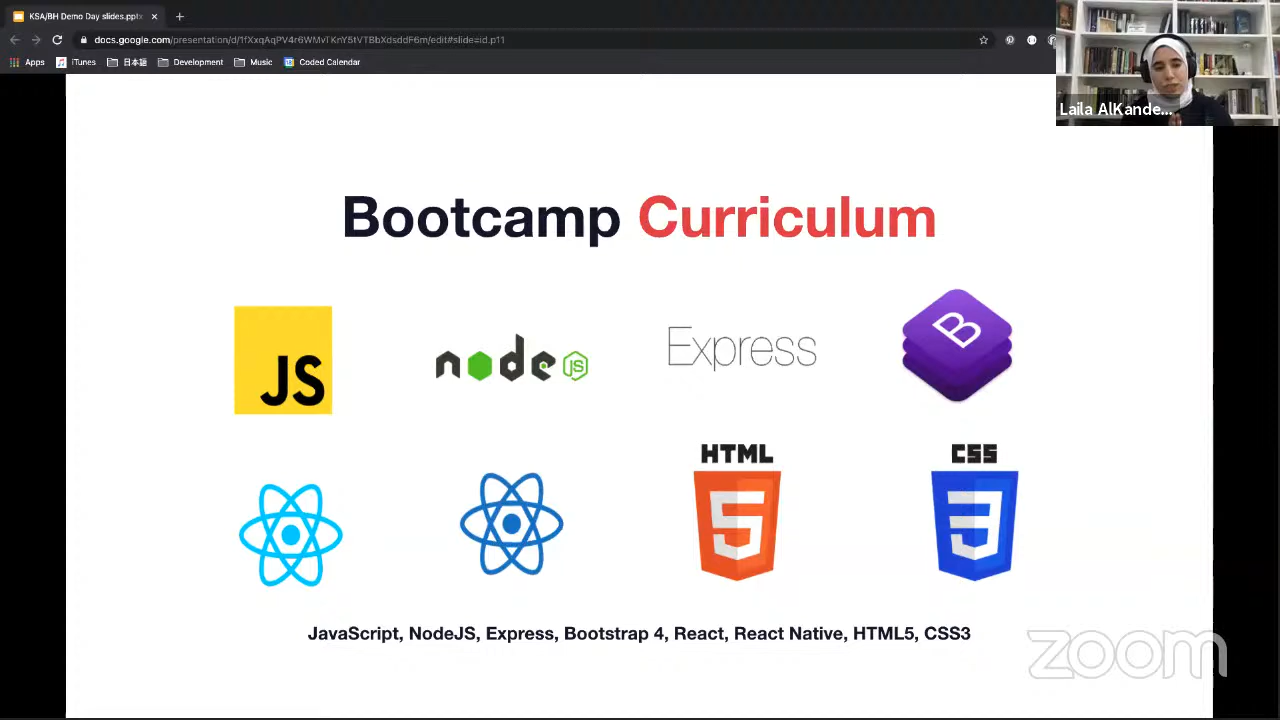 KSA/BH Demo Day slides.pptx
docs.google.com/presentation/d/
Apps
iTunes
日本語
Development
Music
Coded Calendar
Laila AlKande...
Bootcamp Curriculum
JS
node JS
Express
B
HTML
5
CSS
3
JavaScript, NodeJS, Express, Bootstrap 4, React, React Native, HTML5, CSS3
zoom